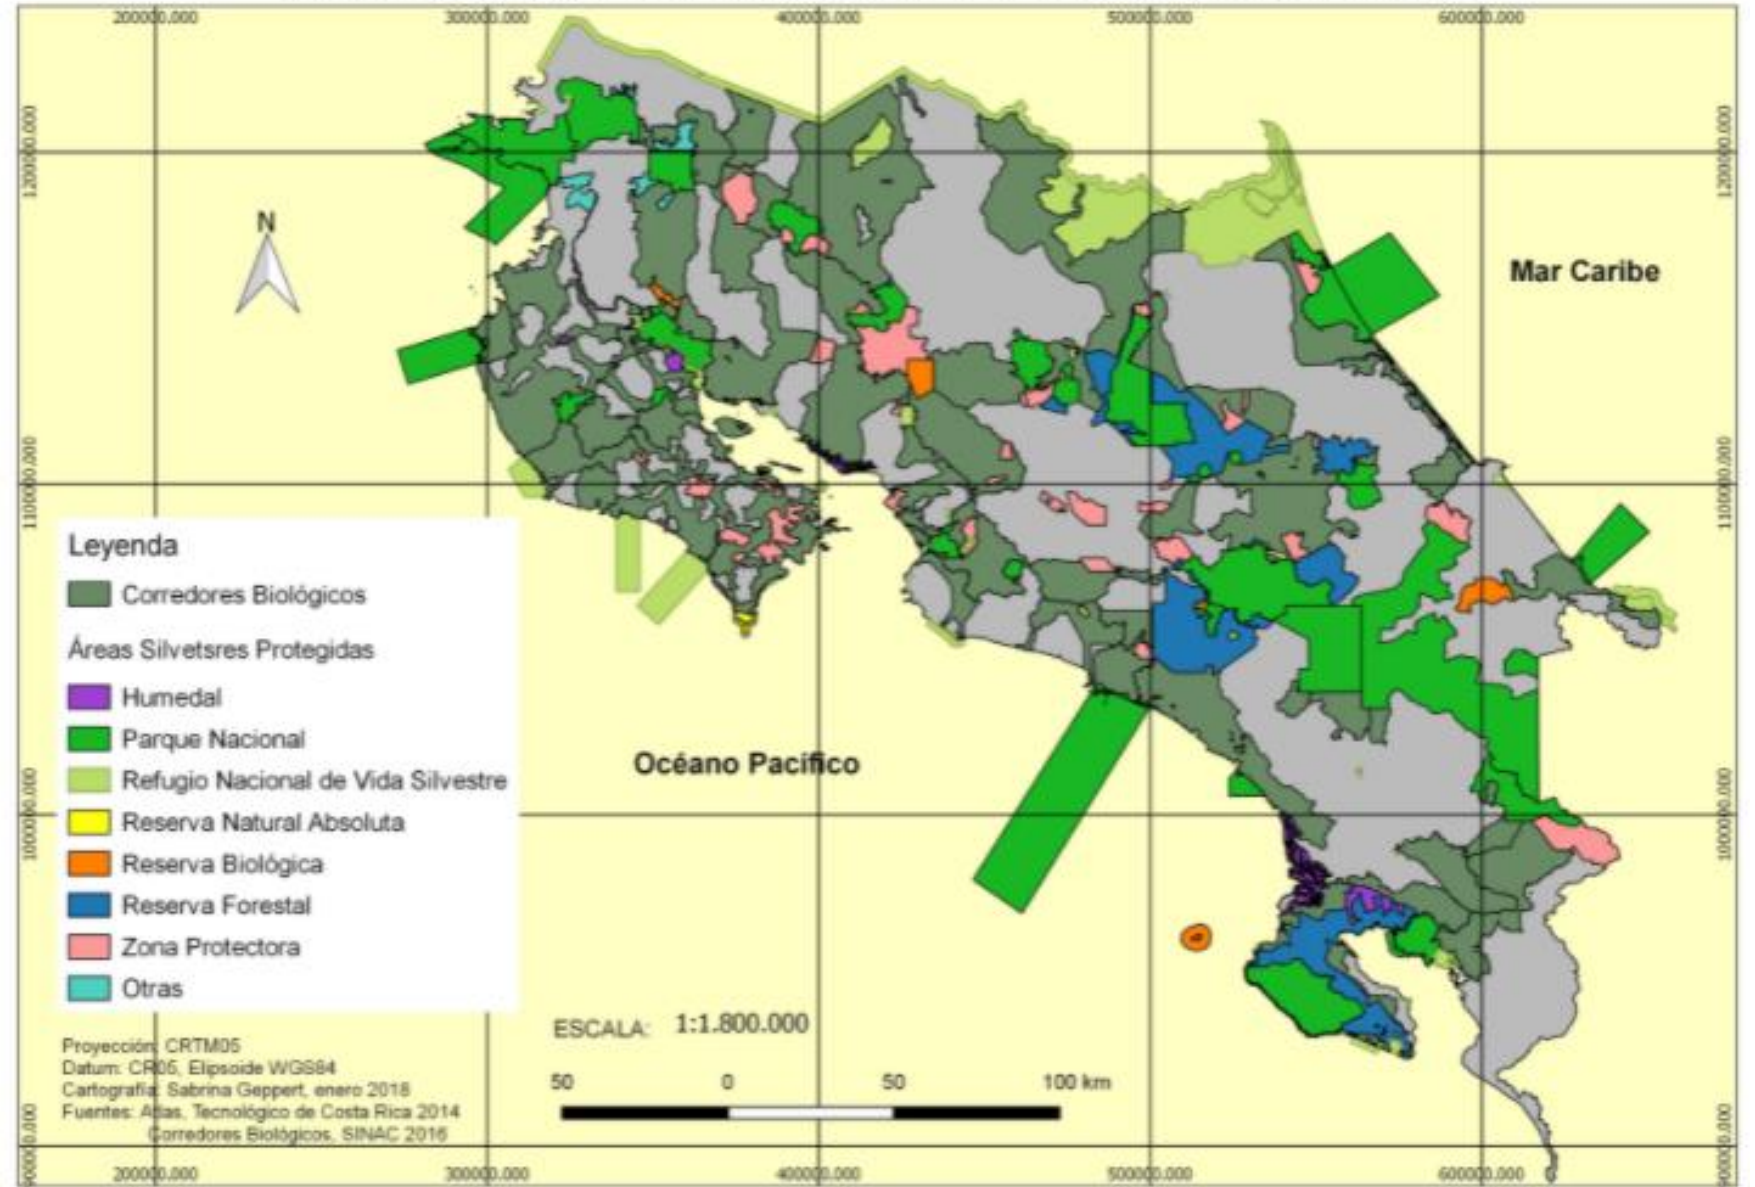 200000.000 300000.000 400000.000 500000.000 600000.000
1200000.000
1200000.000
N
Mar Caribe
1100000.000
1100000.000
Leyenda
Corredores Biológicos
Áreas Silvetsres Protegidas
Humedal
Parque Nacional
Refugio Nacional de Vida Silvestre
Reserva Natural Absoluta
Reserva Biológica
Reserva Forestal
Zona Protectora
Otras
Océano Pacífico
1000000.000
1000000.000
ESCALA: 1:1.800.000
50 0 50 100 km
Proyección: CRTM05
Datum: CR05, Elipsoide WGS84
Cartografía: Sabrina Geppert, enero 2018
Fuentes: Atlas, Tecnológico de Costa Rica 2014
Corredores Biológicos, SINAC 2016
900000.000
900000.000
200000.000 300000.000 400000.000 500000.000 600000.000